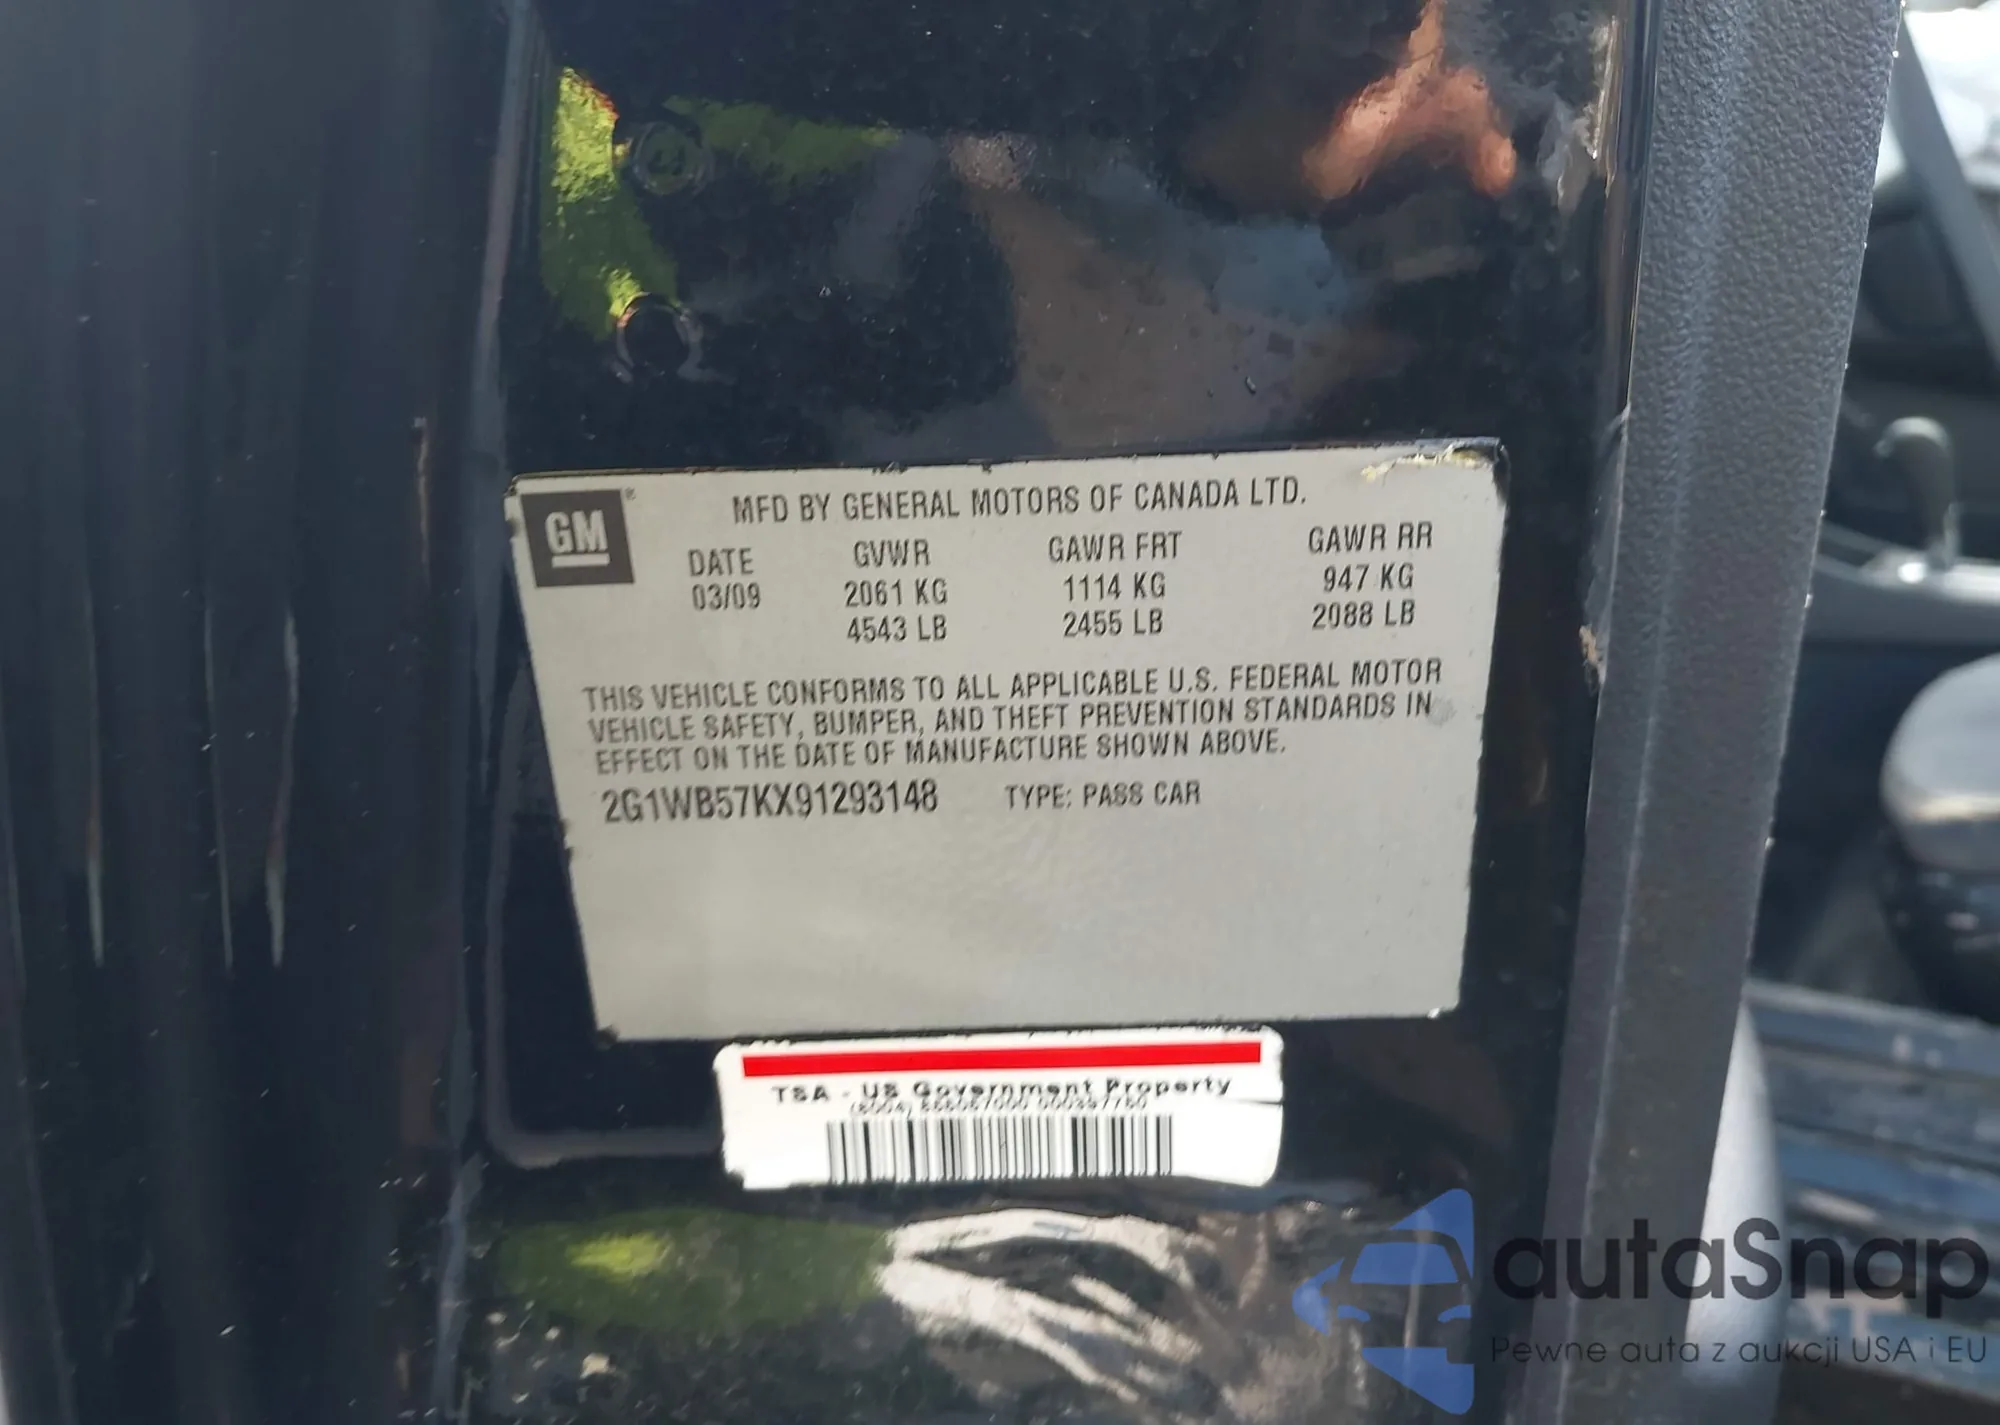 GM®
MFD BY GENERAL MOTORS OF CANADA LTD.
DATE GVWR GAWR FRT GAWR RR
03/09 2061 KG 1114 KG 947 KG
4543 LB 2455 LB 2088 LB
THIS VEHICLE CONFORMS TO ALL APPLICABLE U.S. FEDERAL MOTOR
VEHICLE SAFETY, BUMPER, AND THEFT PREVENTION STANDARDS IN
EFFECT ON THE DATE OF MANUFACTURE SHOWN ABOVE.
2G1WB57KX91293148 TYPE: PASS CAR
TSA - US Government Property
autaSnap
Pewne auta z aukcji USA i EU